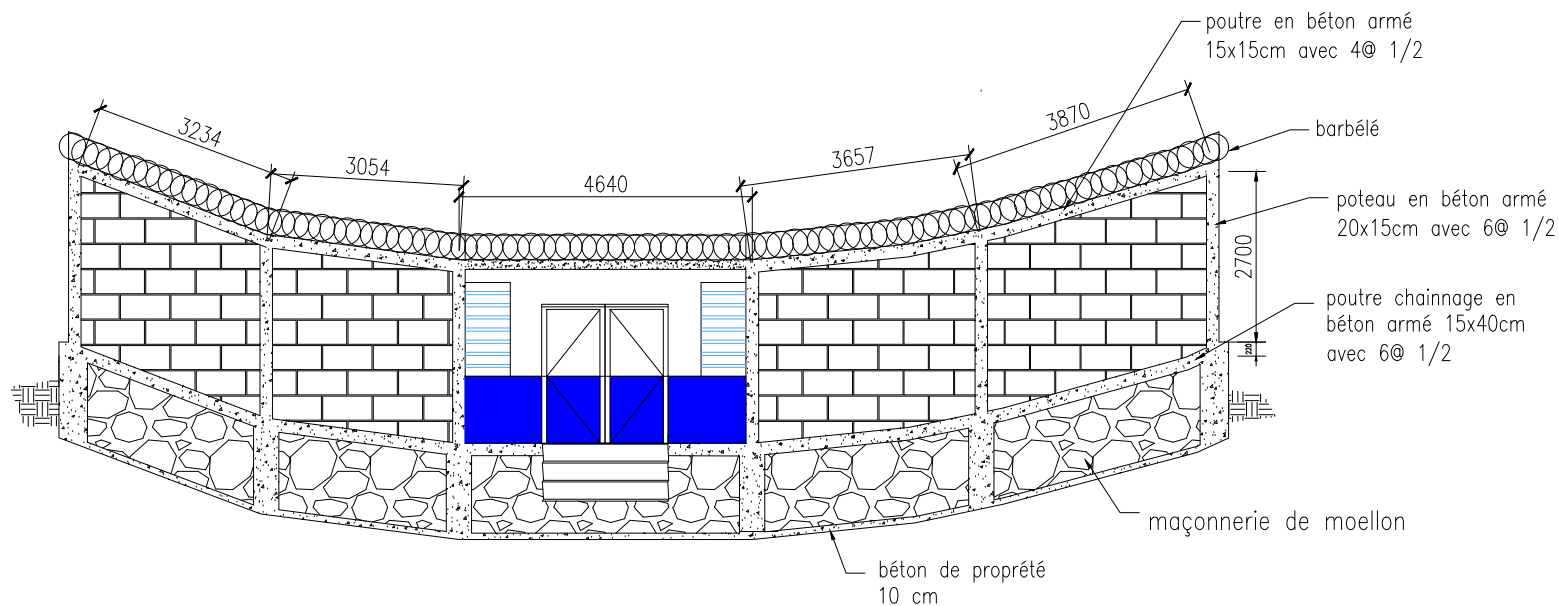 poutre en béton armé
15x15cm avec 4@ 1/2
3234
3054
4640
3657
3870
barbélé
poteau en béton armé
20x15cm avec 6@ 1/2
2700
poutre chainnage en
béton armé 15x40cm
avec 6@ 1/2
220
maçonnerie de moellon
béton de proprété
10 cm